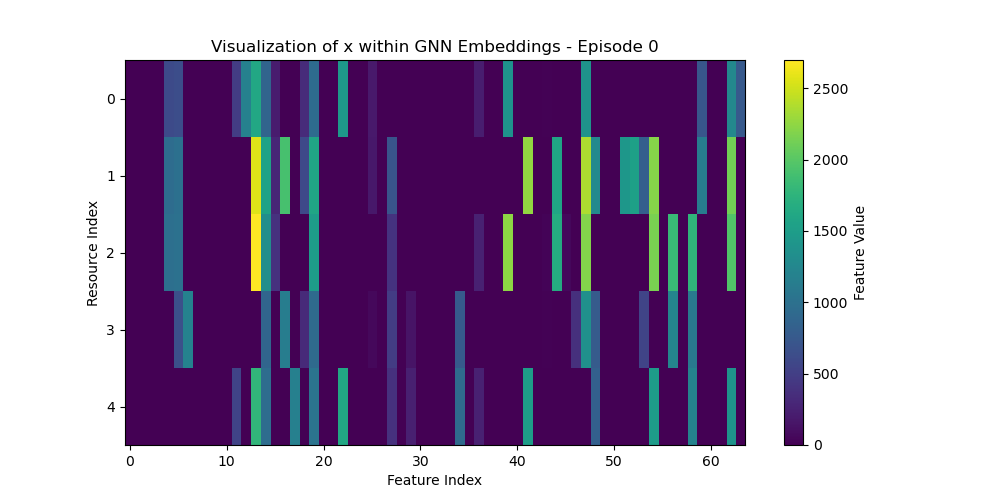 Visualization of x within GNN Embeddings - Episode 0
Resource Index
0
1
2
3
4
0 10 20 30 40 50 60
Feature Index
2500
2000
1500
1000
500
0
Feature Value